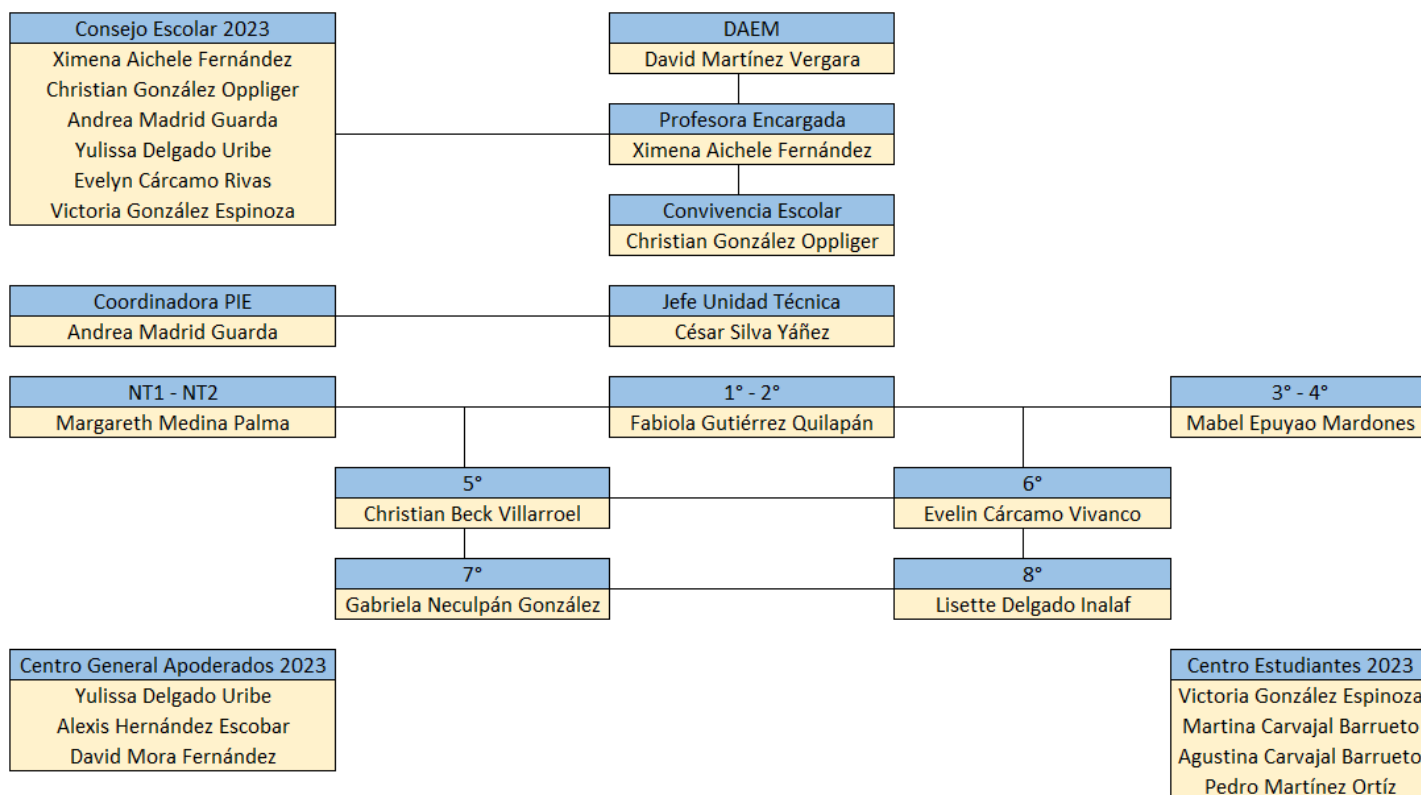 Consejo Escolar 2023
Ximena Aichele Fernández
Christian González Oppliger
Andrea Madrid Guarda
Yulissa Delgado Uribe
Evelyn Cárcamo Rivas
Victoria González Espinoza
DAEM
David Martínez Vergara
Profesora Encargada
Ximena Aichele Fernández
Convivencia Escolar
Christian González Oppliger
Coordinadora PIE
Andrea Madrid Guarda
Jefe Unidad Técnica
César Silva Yáñez
NT1 - NT2
Margareth Medina Palma
1° - 2°
Fabiola Gutiérrez Quilapán
3° - 4°
Mabel Epuyao Mardones
5°
Christian Beck Villarroel
6°
Evelin Cárcamo Vivanco
7°
Gabriela Neculpán González
8°
Lisette Delgado Inalaf
Centro General Apoderados 2023
Yulissa Delgado Uribe
Alexis Hernández Escobar
David Mora Fernández
Centro Estudiantes 2023
Victoria González Espinoza
Martina Carvajal Barrueto
Agustina Carvajal Barrueto
Pedro Martínez Ortíz